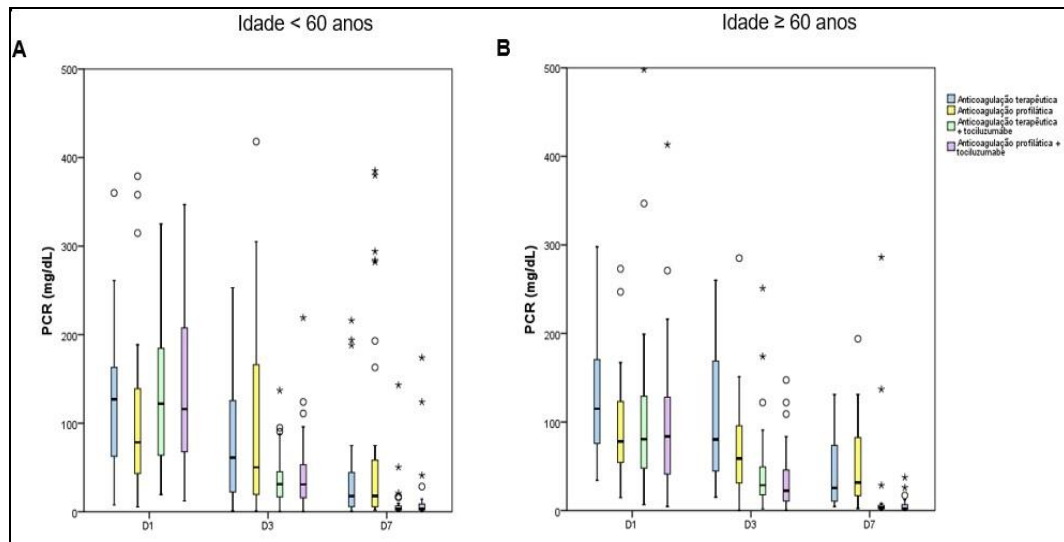 Idade < 60 anos
Idade ≥ 60 anos
A
B
500
400
300
200
100
0
PCR (mg/dL)
D1
D3
D7
500
400
300
200
100
0
PCR (mg/dL)
D1
D3
D7
Anticoagulação terapêutica
Anticoagulação profilática
Anticoagulação terapêutica
+ tociluzumabe
Anticoagulação profilática +
tociluzumabe